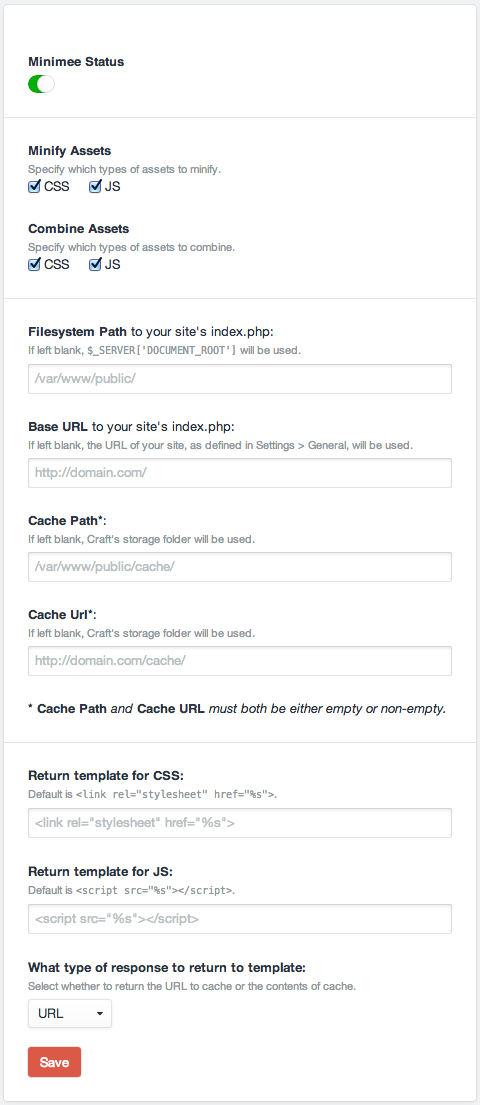 Minimee Status
Minify Assets
Specify which types of assets to minify.
CSS JS
Combine Assets
Specify which types of assets to combine.
CSS JS
Filesystem Path to your site's index.php:
If left blank, $_SERVER['DOCUMENT_ROOT'] will be used.
/var/www/public/
Base URL to your site's index.php:
If left blank, the URL of your site, as defined in Settings > General, will be used.
http://domain.com/
Cache Path*:
If left blank, Craft's storage folder will be used.
/var/www/public/cache/
Cache Url*:
If left blank, Craft's storage folder will be used.
http://domain.com/cache/
* Cache Path and Cache URL must both be either empty or non-empty.
Return template for CSS:
Default is <link rel="stylesheet" href="%s">.
<link rel="stylesheet" href="%s">
Return template for JS:
Default is <script src="%s"></script>.
<script src="%s"></script>
What type of response to return to template:
Select whether to return the URL to cache or the contents of cache.
URL
Save